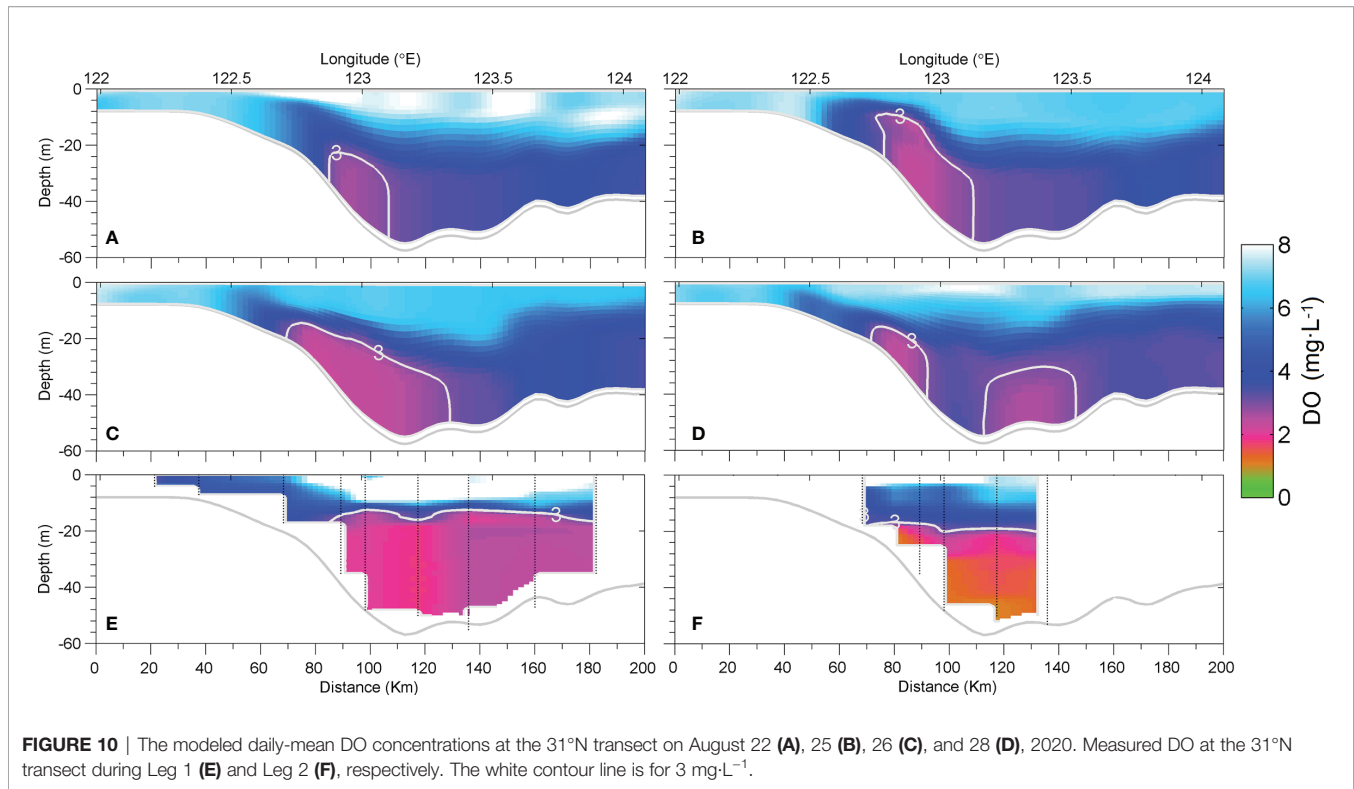 Longitude (°E)
Longitude (°E)
122 122.5 123 123.5 124
122 122.5 123 123.5 124
0
-20
-40
-60
Depth (m)
3
A
3
B
0
-20
-40
-60
Depth (m)
3
C
3
D
0
-20
-40
-60
Depth (m)
3
E
3
F
0 20 40 60 80 100 120 140 160 180 200
Distance (Km)
0 20 40 60 80 100 120 140 160 180 200
Distance (Km)
8
6
4
2
0
DO (mg·L-1)
FIGURE 10 | The modeled daily-mean DO concentrations at the 31°N transect on August 22 (A), 25 (B), 26 (C), and 28 (D), 2020. Measured DO at the 31°N
transect during Leg 1 (E) and Leg 2 (F), respectively. The white contour line is for 3 mg·L−1.